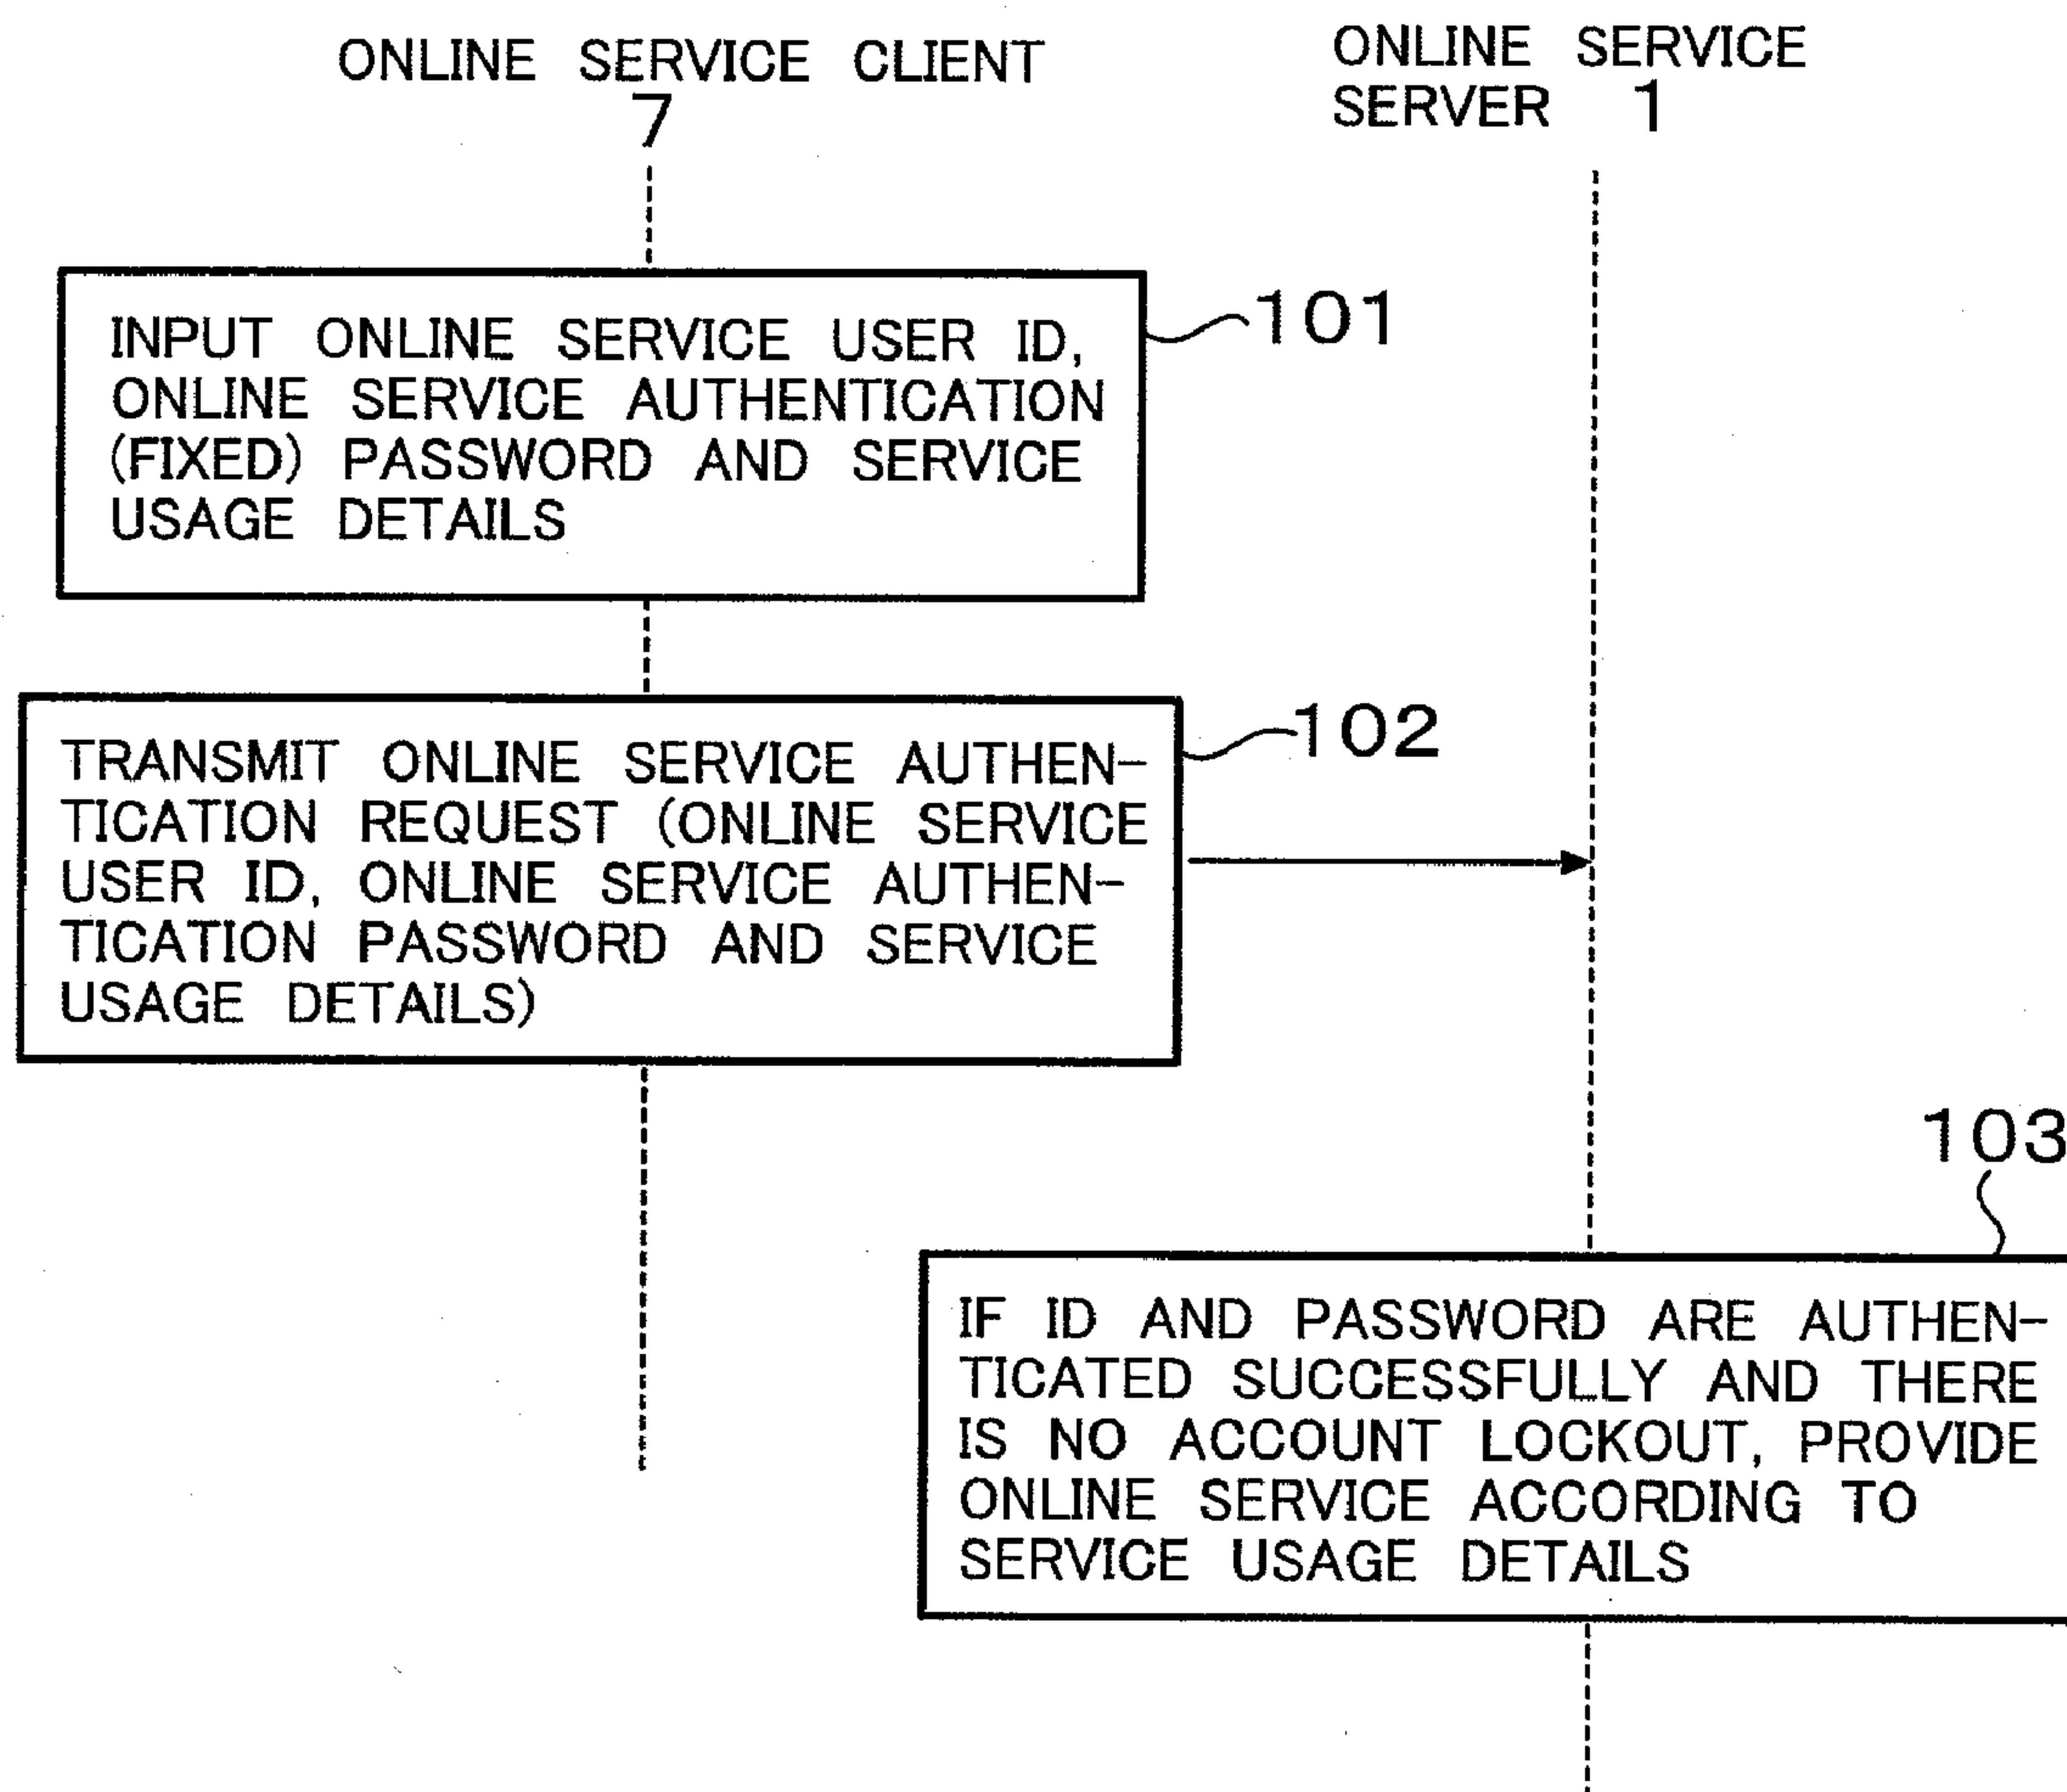 ONLINE SERVICE CLIENT
7
ONLINE SERVICE
SERVER 1
INPUT ONLINE SERVICE USER ID,
ONLINE SERVICE AUTHENTICATION
(FIXED) PASSWORD AND SERVICE
USAGE DETAILS
101
TRANSMIT ONLINE SERVICE AUTHEN-
TICATION REQUEST (ONLINE SERVICE
USER ID, ONLINE SERVICE AUTHEN-
TICATION PASSWORD AND SERVICE
USAGE DETAILS)
102
103
IF ID AND PASSWORD ARE AUTHEN-
TICATED SUCCESSFULLY AND THERE
IS NO ACCOUNT LOCKOUT, PROVIDE
ONLINE SERVICE ACCORDING TO
SERVICE USAGE DETAILS